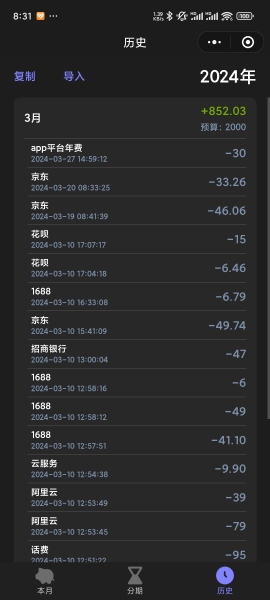 8:31
1.39 KB/s
100
历史
复制 导入 2024年
3月 +852.03
预算: 2000
app平台年费 -30
2024-03-27 14:59:12
京东 -33.26
2024-03-20 08:33:25
京东 -46.06
2024-03-19 08:41:39
花呗 -15
2024-03-10 17:07:17
花呗 -6.46
2024-03-10 17:04:18
1688 -6.79
2024-03-10 16:33:08
京东 -49.74
2024-03-10 15:41:09
招商银行 -47
2024-03-10 13:00:04
1688 -6
2024-03-10 12:58:16
1688 -49
2024-03-10 12:58:12
1688 -41.10
2024-03-10 12:57:51
云服务 -9.90
2024-03-10 12:54:38
阿里云 -39
2024-03-10 12:53:49
阿里云 -79
2024-03-10 12:53:45
话费 -95
2024-03-10 12:51:22
本月 分期 历史